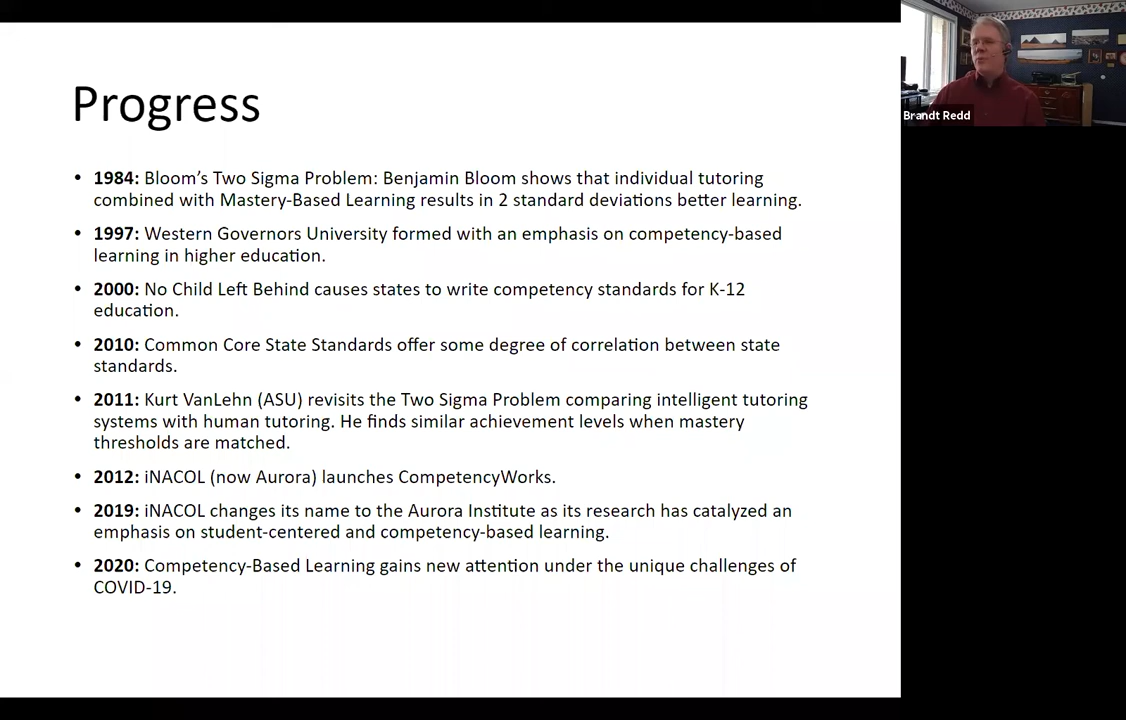 Progress
• 1984: Bloom’s Two Sigma Problem: Benjamin Bloom shows that individual tutoring
combined with Mastery-Based Learning results in 2 standard deviations better learning.
• 1997: Western Governors University formed with an emphasis on competency-based
learning in higher education.
• 2000: No Child Left Behind causes states to write competency standards for K-12
education.
• 2010: Common Core State Standards offer some degree of correlation between state
standards.
• 2011: Kurt VanLehn (ASU) revisits the Two Sigma Problem comparing intelligent tutoring
systems with human tutoring. He finds similar achievement levels when mastery
thresholds are matched.
• 2012: iNACOL (now Aurora) launches CompetencyWorks.
• 2019: iNACOL changes its name to the Aurora Institute as its research has catalyzed an
emphasis on student-centered and competency-based learning.
• 2020: Competency-Based Learning gains new attention under the unique challenges of
COVID-19.
Brandt Redd